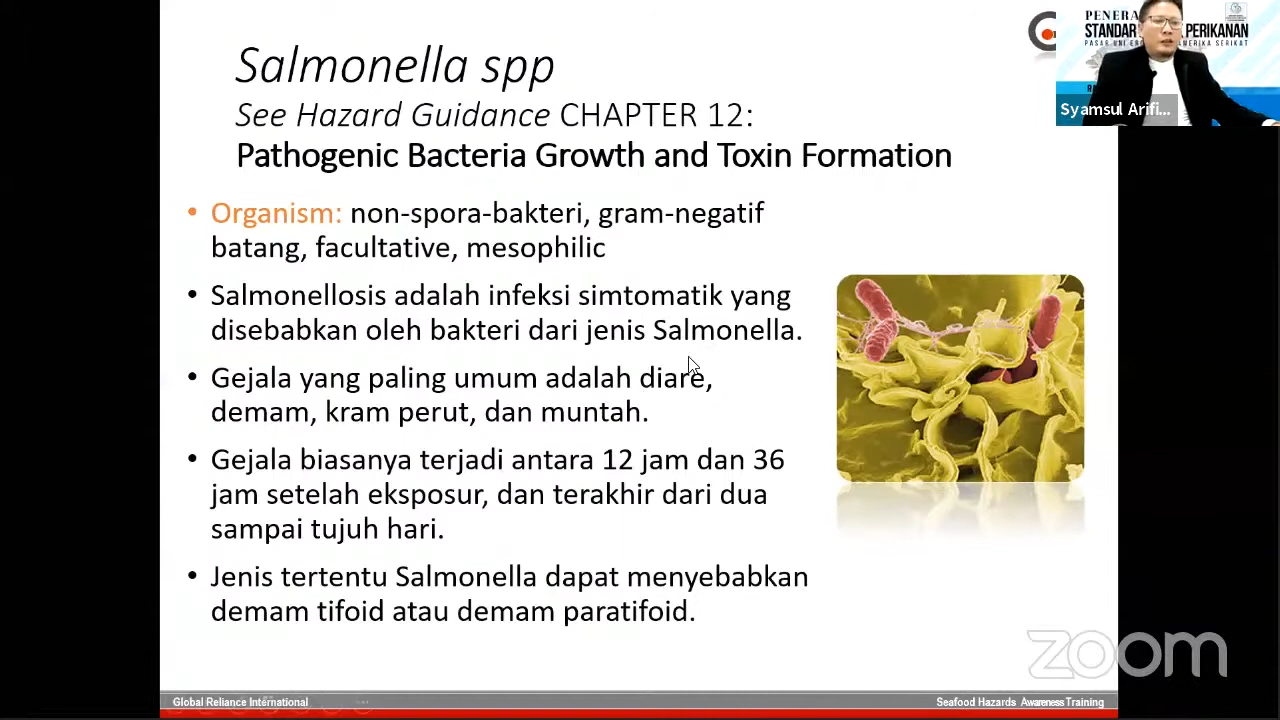 Salmonella spp
See Hazard Guidance CHAPTER 12:
Pathogenic Bacteria Growth and Toxin Formation
• Organism: non-spora-bakteri, gram-negatif
batang, facultative, mesophilic
• Salmonellosis adalah infeksi simtomatik yang
disebabkan oleh bakteri dari jenis Salmonella.
• Gejala yang paling umum adalah diare,
demam, kram perut, dan muntah.
• Gejala biasanya terjadi antara 12 jam dan 36
jam setelah eksposur, dan terakhir dari dua
sampai tujuh hari.
• Jenis tertentu Salmonella dapat menyebabkan
demam tifoid atau demam paratifoid.
PENERA
STANDAR PERIKANAN
PASAR UNI ERO MERIKA SERIKAT
Syamsul Arifi...
zoom
Global Reliance International
Seafood Hazards Awareness Training